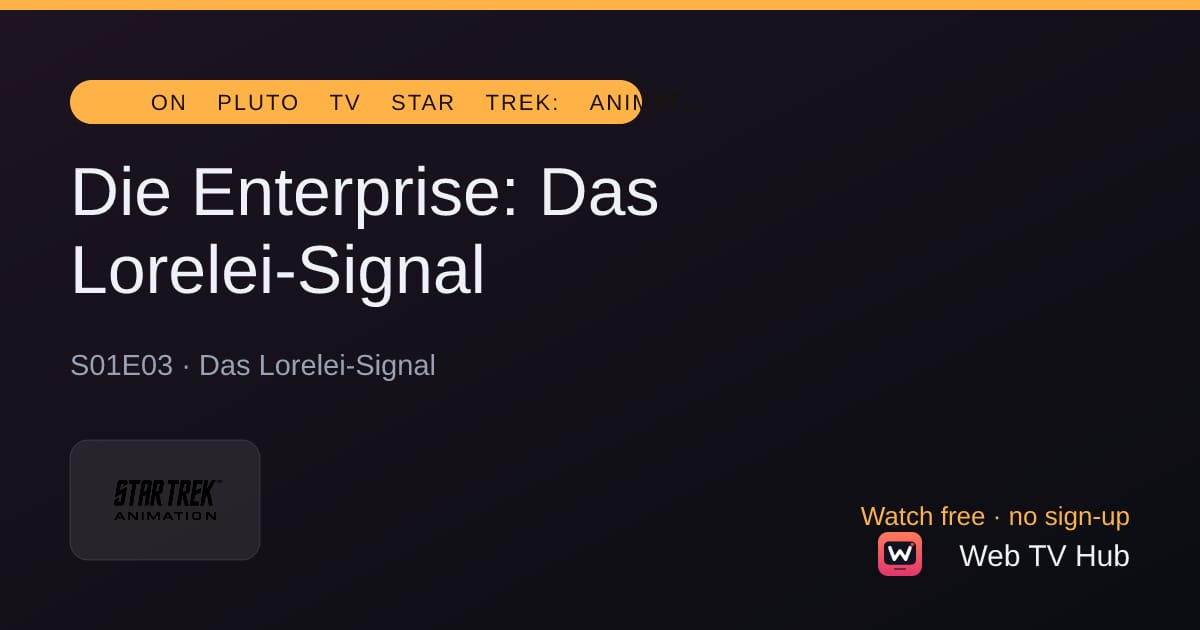 ON PLUTO TV STAR TREK:
Die Enterprise: Das
Lorelei-Signal
S01E03 · Das Lorelei-Signal
STAR TREK™
ANIMATION
Watch free · no sign-up
W
Web TV Hub